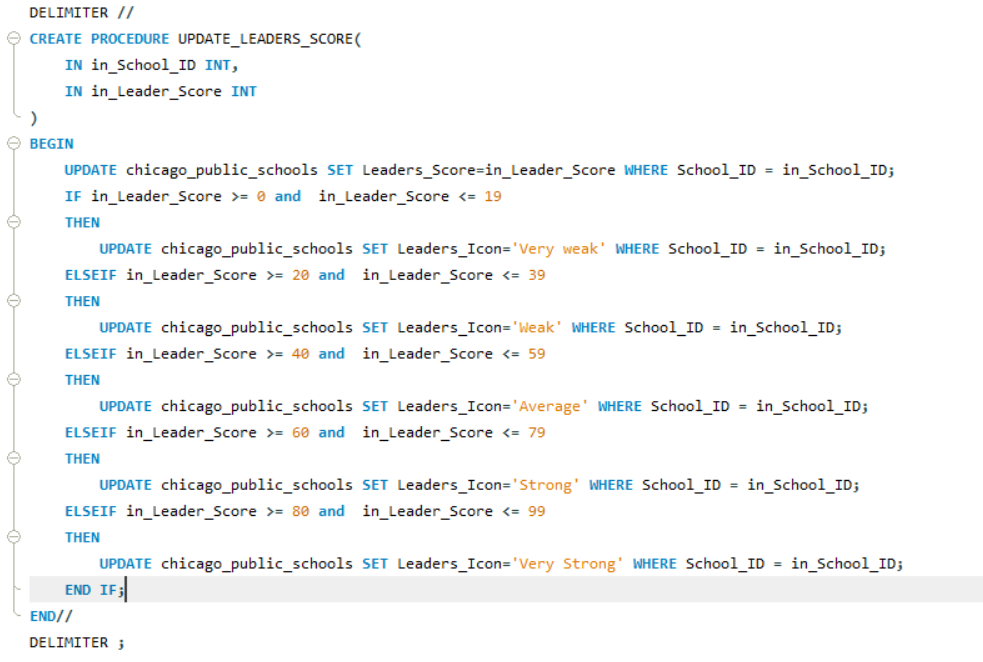 DELIMITER //
CREATE PROCEDURE UPDATE_LEADERS_SCORE(
    IN in_School_ID INT,
    IN in_Leader_Score INT
)
BEGIN
    UPDATE chicago_public_schools SET Leaders_Score=in_Leader_Score WHERE School_ID = in_School_ID;
    IF in_Leader_Score >= 0 and  in_Leader_Score <= 19
    THEN
        UPDATE chicago_public_schools SET Leaders_Icon='Very weak' WHERE School_ID = in_School_ID;
    ELSEIF in_Leader_Score >= 20 and  in_Leader_Score <= 39
    THEN
        UPDATE chicago_public_schools SET Leaders_Icon='Weak' WHERE School_ID = in_School_ID;
    ELSEIF in_Leader_Score >= 40 and  in_Leader_Score <= 59
    THEN
        UPDATE chicago_public_schools SET Leaders_Icon='Average' WHERE School_ID = in_School_ID;
    ELSEIF in_Leader_Score >= 60 and  in_Leader_Score <= 79
    THEN
        UPDATE chicago_public_schools SET Leaders_Icon='Strong' WHERE School_ID = in_School_ID;
    ELSEIF in_Leader_Score >= 80 and  in_Leader_Score <= 99
    THEN
        UPDATE chicago_public_schools SET Leaders_Icon='Very Strong' WHERE School_ID = in_School_ID;
    END IF;
END//
DELIMITER ;